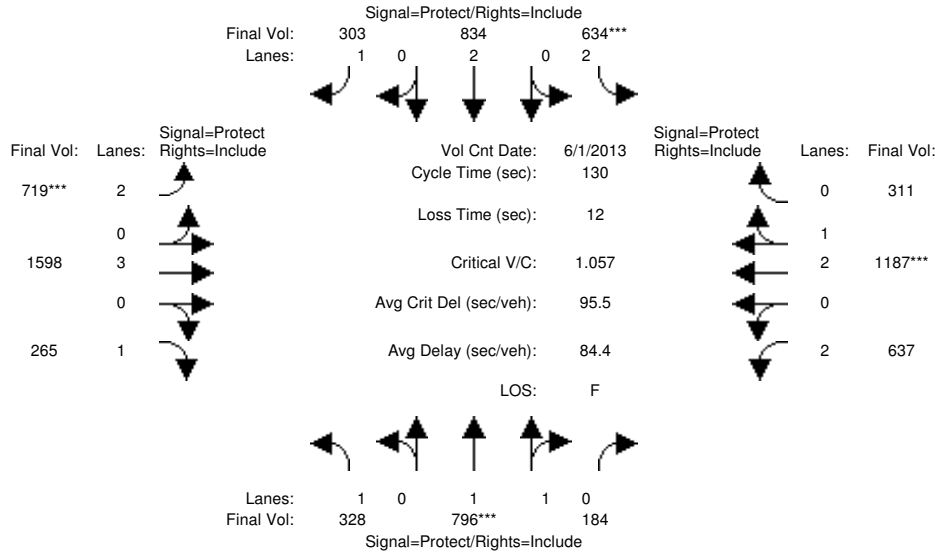 Signal=Protect/Rights=Include
Final Vol: 303 834 634***
Lanes: 1 0 2 0 2
Signal=Protect Signal=Protect
Final Vol: Lanes: Rights=Include Vol Cnt Date: 6/1/2013 Rights=Include Lanes: Final Vol:
Cycle Time (sec): 130
719*** 2 0 311
Loss Time (sec): 12
0 1
1598 3 Critical V/C: 1.057 2 1187***
0 Avg Crit Del (sec/veh): 95.5 0
265 1 Avg Delay (sec/veh): 84.4 2 637
LOS: F
Lanes: 1 0 1 1 0
Final Vol: 328 796*** 184
Signal=Protect/Rights=Include